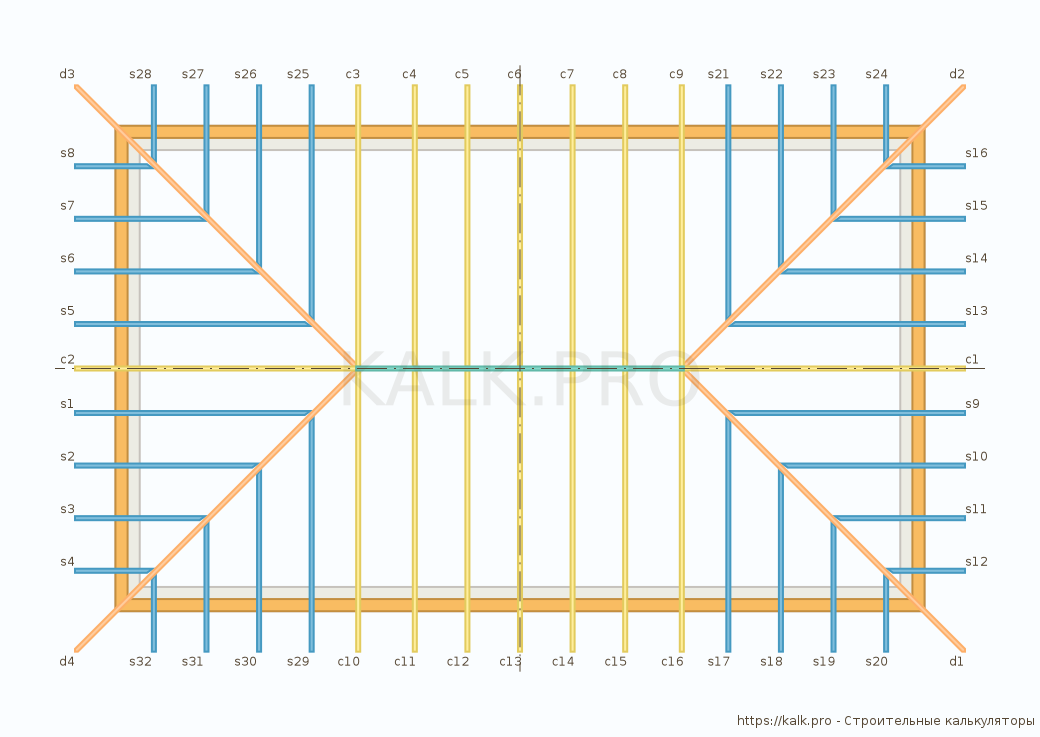 d3 s28 s27 s26 s25 c3 c4 c5 c6 c7 c8 c9 s21 s22 s23 s24 d2
s8 s16
s7 s15
s6 s14
s5 s13
c2 c1
KALK.PRO
s1 s9
s2 s10
s3 s11
s4 s12
d4 s32 s31 s30 s29 c10 c11 c12 c13 c14 c15 c16 s17 s18 s19 s20 d1
https://kalk.pro - Строительные калькуляторы